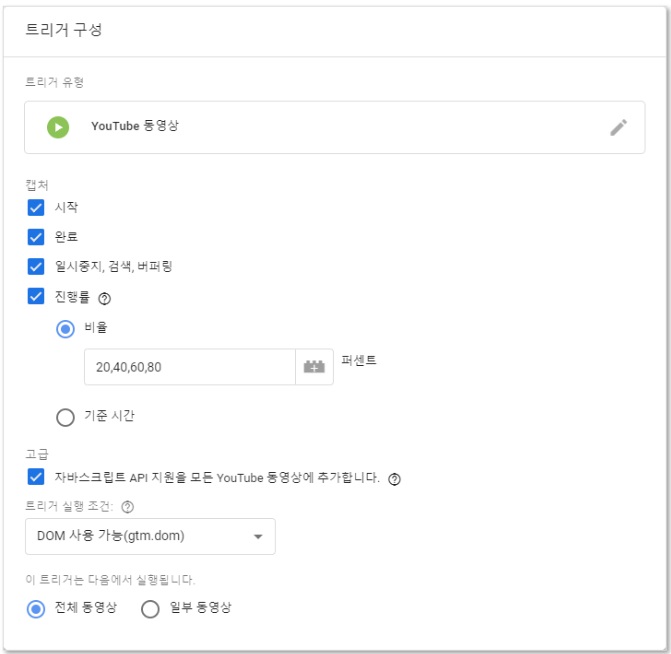 트리거 구성
트리거 유형
YouTube 동영상
캡처
시작
완료
일시중지, 검색, 버퍼링
진행률
비율
20,40,60,80 퍼센트
기준 시간
고급
자바스크립트 API 지원을 모든 YouTube 동영상에 추가합니다.
트리거 실행 조건:
DOM 사용 가능(gtm.dom)
이 트리거는 다음에서 실행됩니다.
전체 동영상 일부 동영상